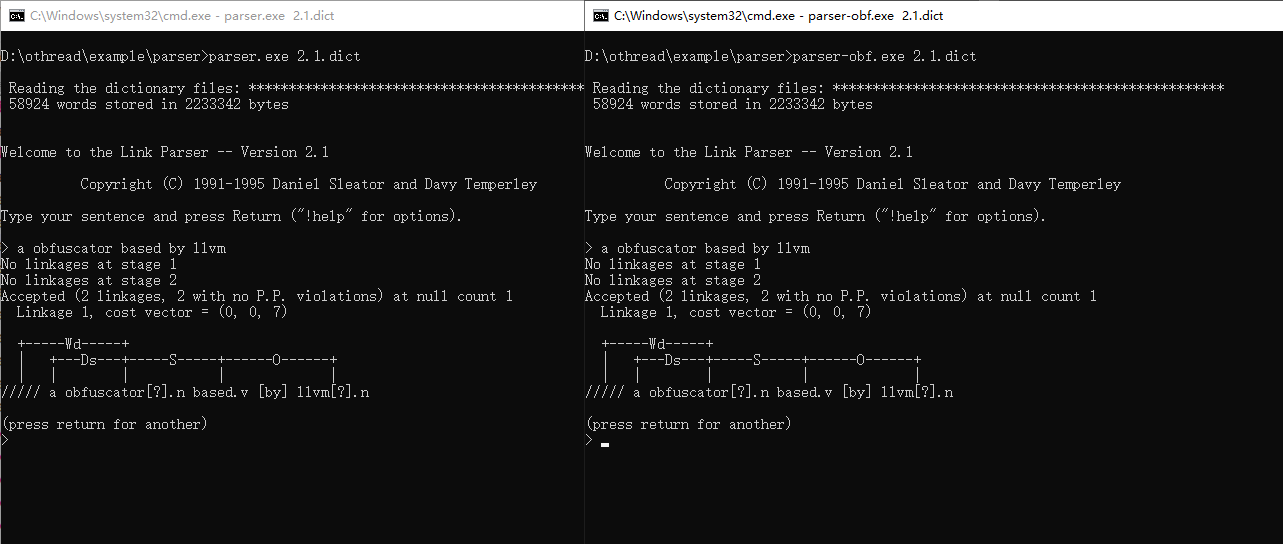 C:\Windows\system32\cmd.exe - parser.exe  2.1.dict
D:\othread\example\parser>parser.exe 2.1.dict
Reading the dictionary files: ******************************************
58924 words stored in 2233342 bytes
Welcome to the Link Parser -- Version 2.1
Copyright (C) 1991-1995 Daniel Sleator and Davy Temperley
Type your sentence and press Return ("!help" for options).
> a obfuscator based by llvm
No linkages at stage 1
No linkages at stage 2
Accepted (2 linkages, 2 with no P.P. violations) at null count 1
  Linkage 1, cost vector = (0, 0, 7)
  +-----Wd-----+
  |   +---Ds---+-----S-----+------O------+
  |   |        |           |             |
///// a obfuscator[?].n based.v [by] llvm[?].n
(press return for another)
>
C:\Windows\system32\cmd.exe - parser-obf.exe  2.1.dict
D:\othread\example\parser>parser-obf.exe 2.1.dict
Reading the dictionary files: *************************************************
58924 words stored in 2233342 bytes
Welcome to the Link Parser -- Version 2.1
Copyright (C) 1991-1995 Daniel Sleator and Davy Temperley
Type your sentence and press Return ("!help" for options).
> a obfuscator based by llvm
No linkages at stage 1
No linkages at stage 2
Accepted (2 linkages, 2 with no P.P. violations) at null count 1
  Linkage 1, cost vector = (0, 0, 7)
  +-----Wd-----+
  |   +---Ds---+-----S-----+------O------+
  |   |        |           |             |
///// a obfuscator[?].n based.v [by] llvm[?].n
(press return for another)
>